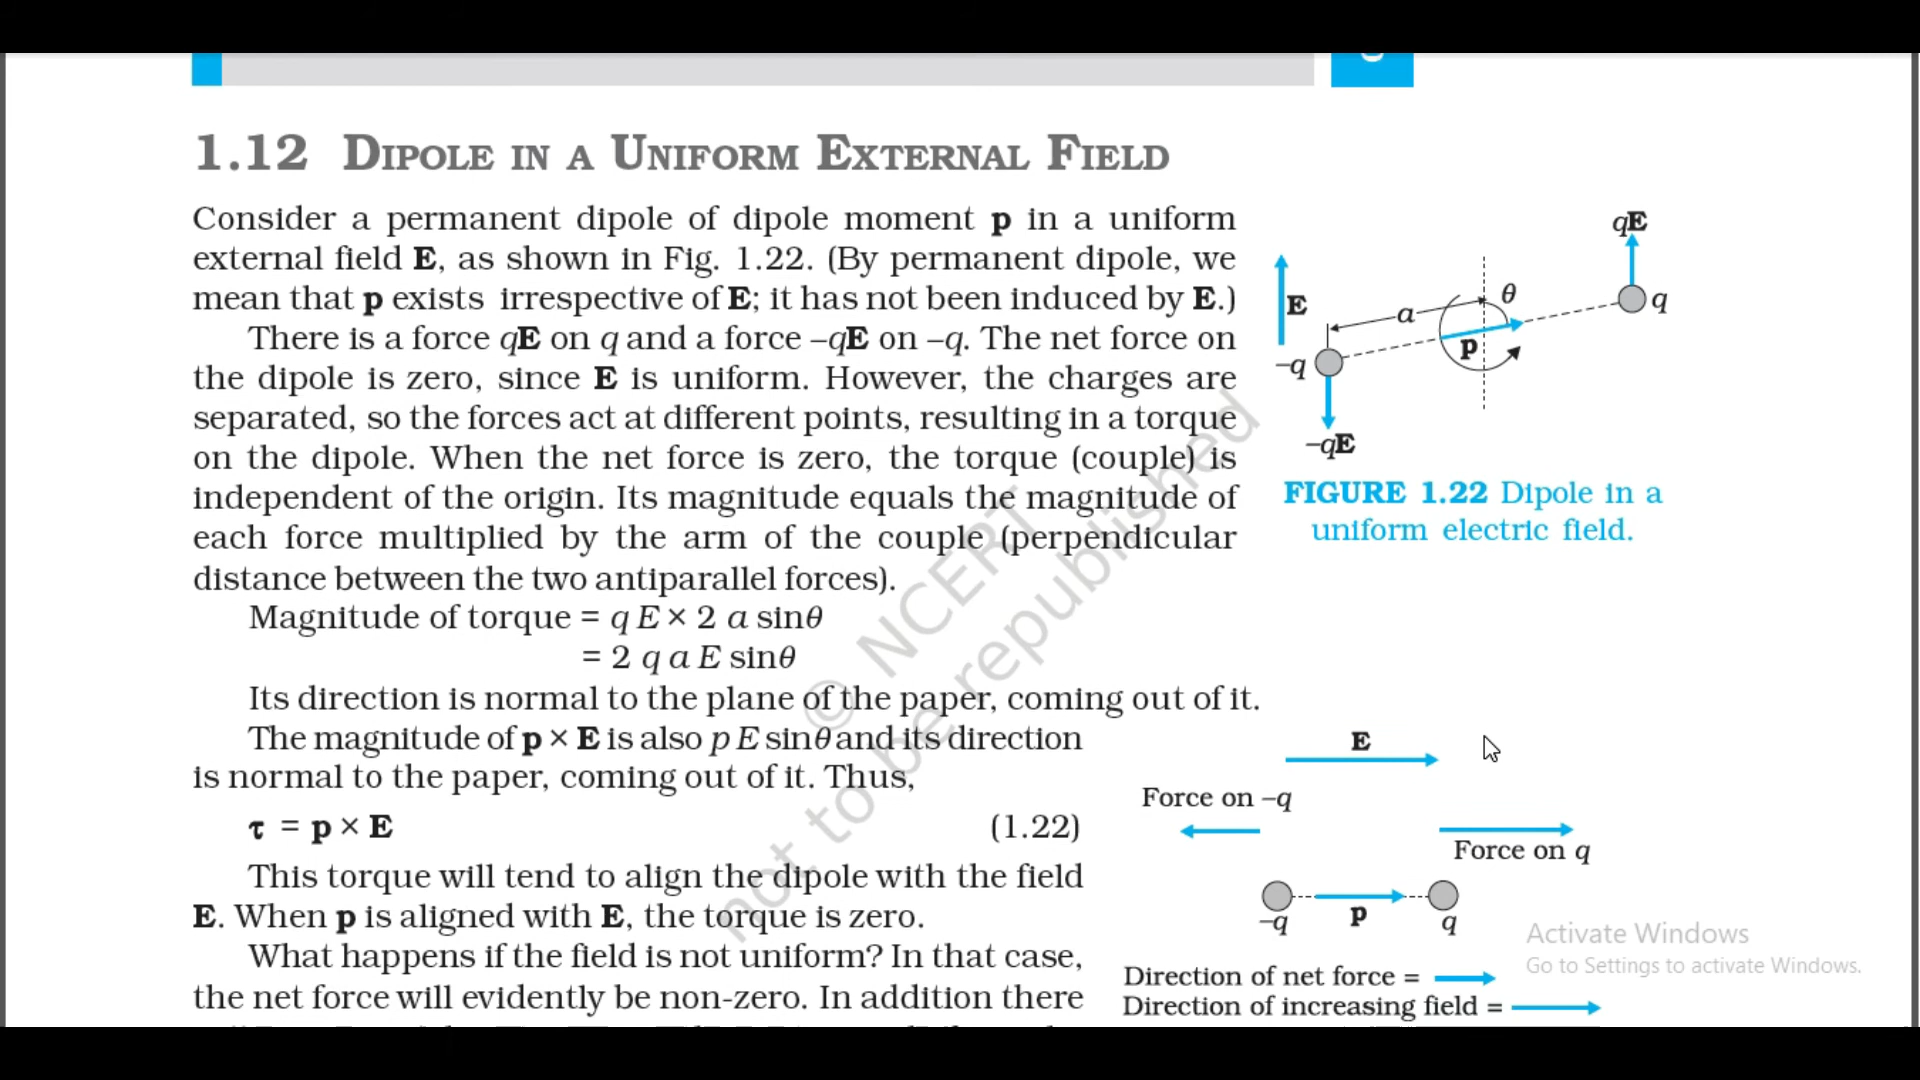 1.12 DIPOLE IN A UNIFORM EXTERNAL FIELD
Consider a permanent dipole of dipole moment p in a uniform
external field E, as shown in Fig. 1.22. (By permanent dipole, we
mean that p exists irrespective of E; it has not been induced by E.)
There is a force qE on q and a force –qE on –q. The net force on
the dipole is zero, since E is uniform. However, the charges are
separated, so the forces act at different points, resulting in a torque
on the dipole. When the net force is zero, the torque (couple) is
independent of the origin. Its magnitude equals the magnitude of
each force multiplied by the arm of the couple (perpendicular
distance between the two antiparallel forces).
Magnitude of torque = q E × 2 a sinθ
= 2 q a E sinθ
Its direction is normal to the plane of the paper, coming out of it.
The magnitude of p × E is also p E sinθ and its direction
is normal to the paper, coming out of it. Thus,
τ = p × E (1.22)
This torque will tend to align the dipole with the field
E. When p is aligned with E, the torque is zero.
What happens if the field is not uniform? In that case,
the net force will evidently be non-zero. In addition there
qE
E
a
θ
q
p
–q
–qE
FIGURE 1.22 Dipole in a
uniform electric field.
E
Force on –q
Force on q
–q
p
q
Direction of net force =
Direction of increasing field =
© NCERT
not to be republished
Activate Windows
Go to Settings to activate Windows.